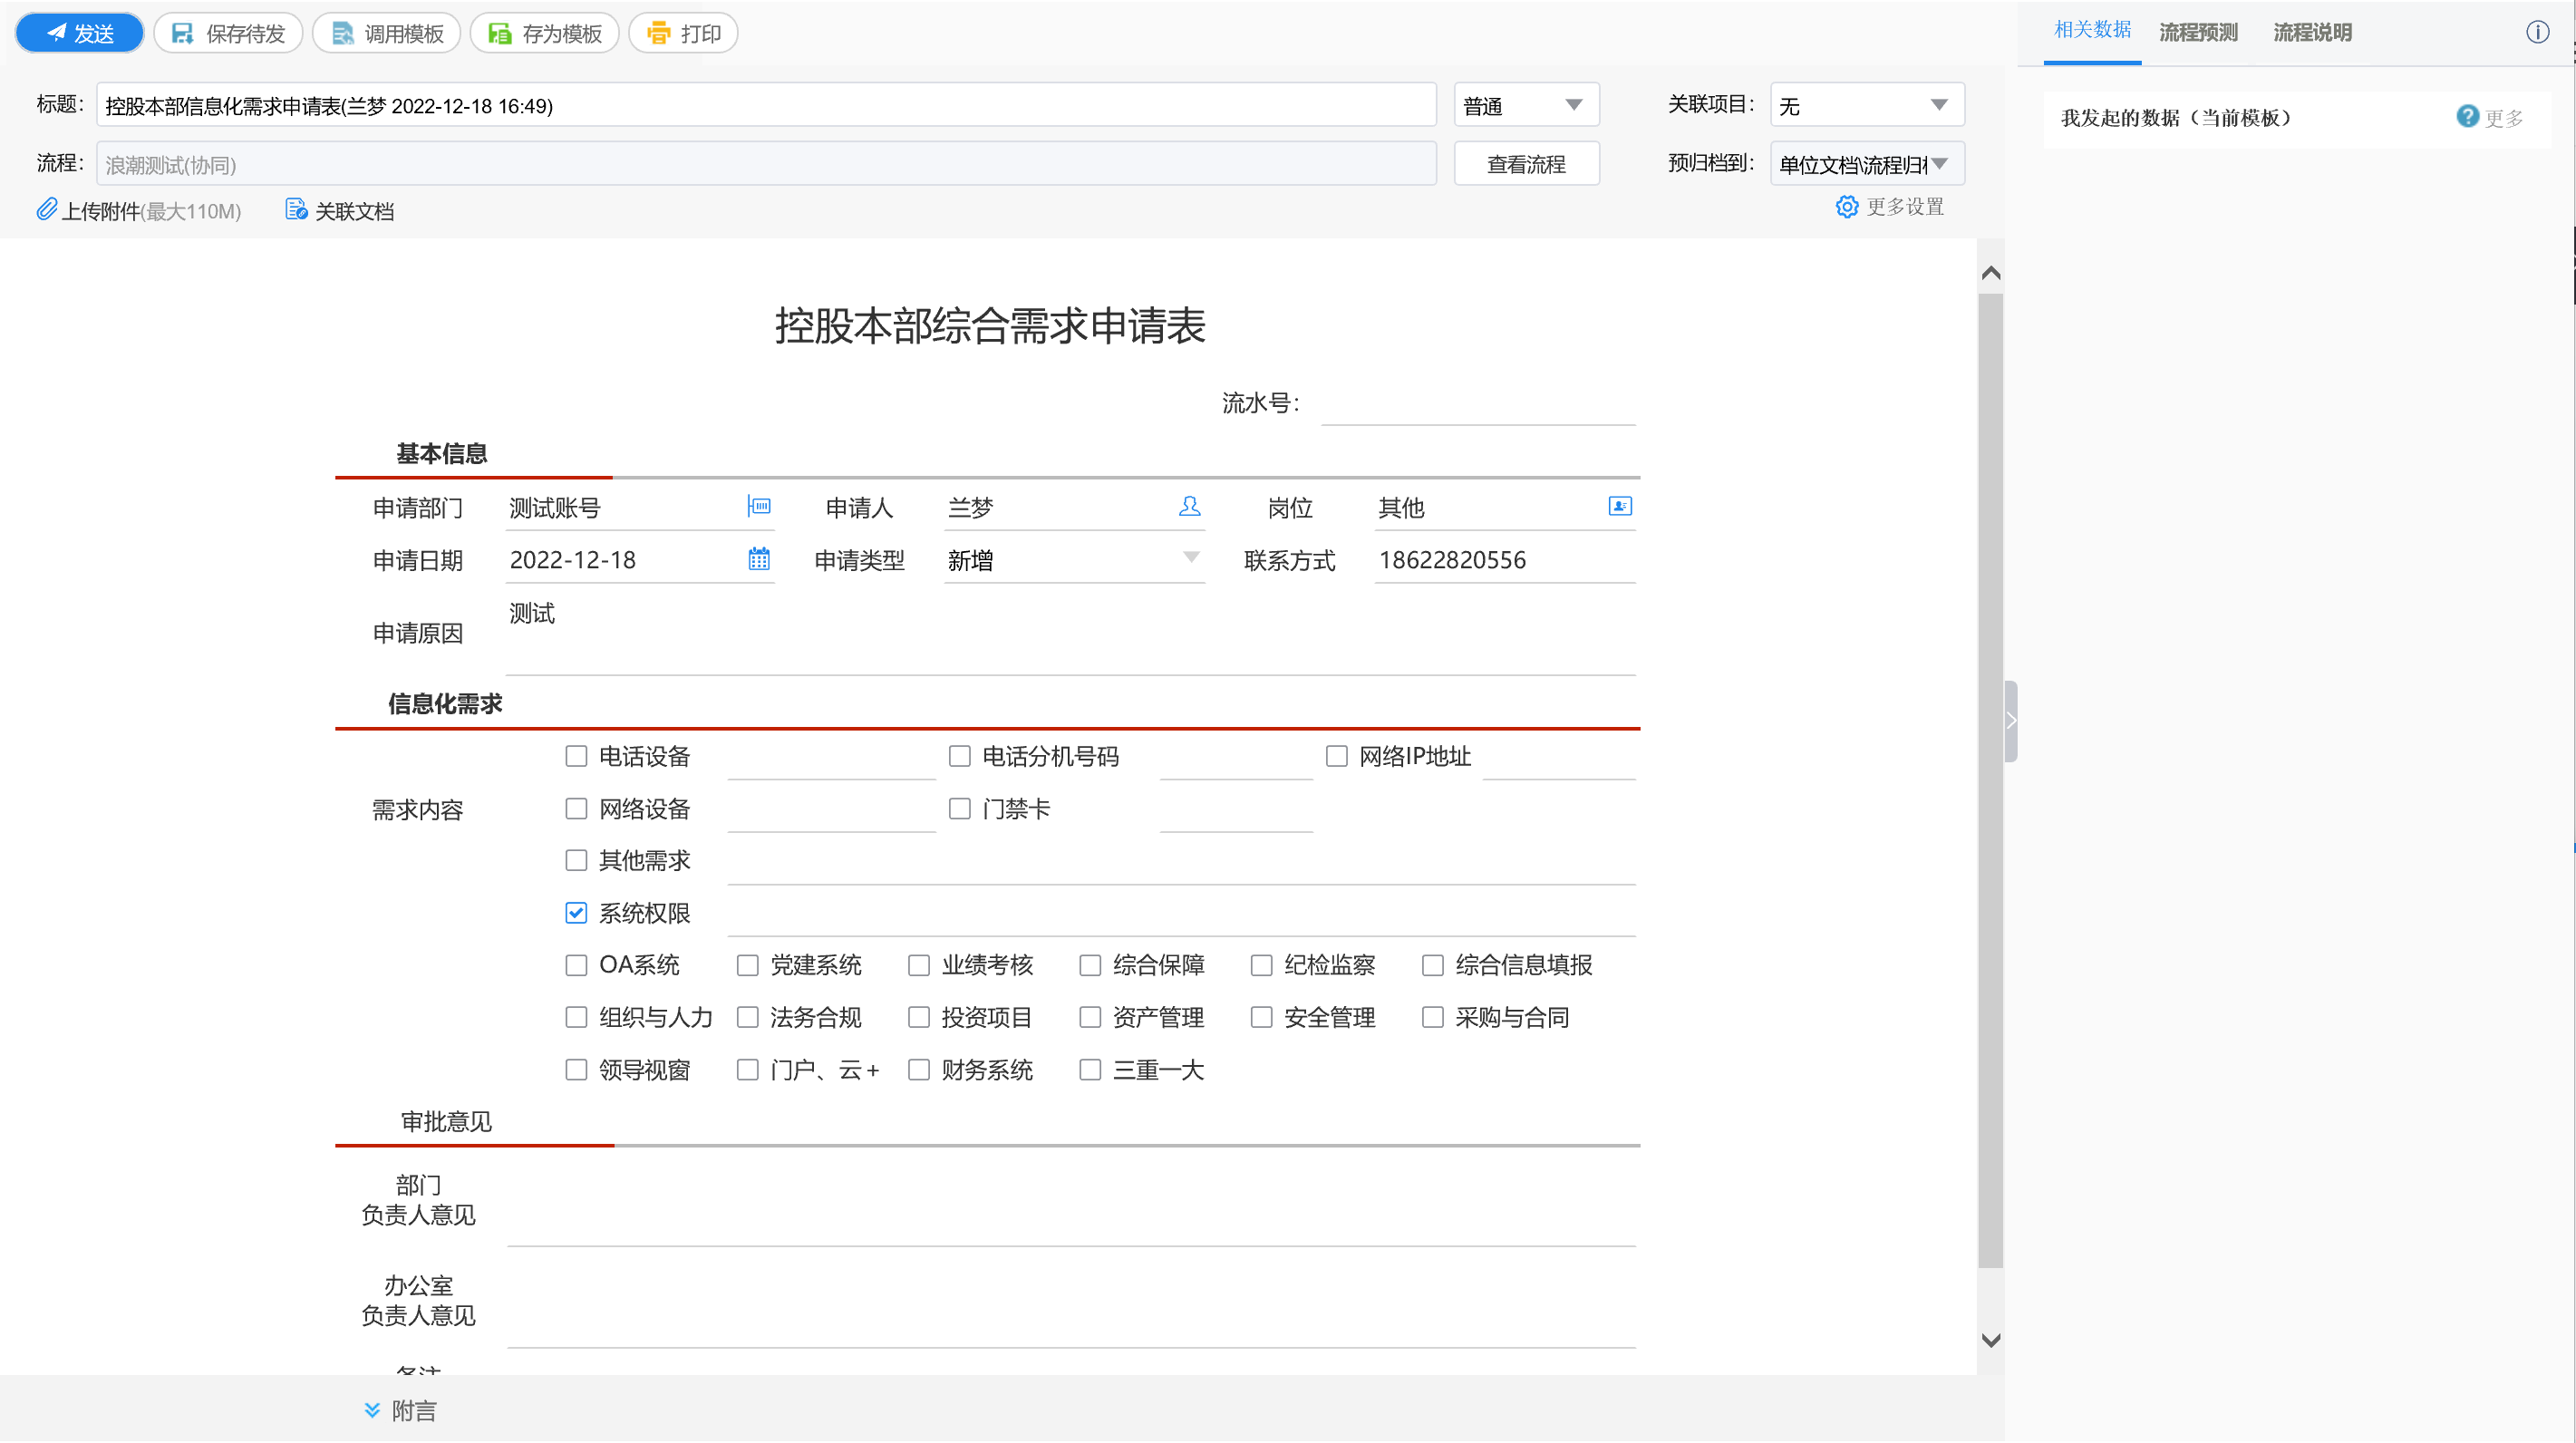 发送 保存待发 调用模板 存为模板 打印
相关数据 流程预测 流程说明
标题： 控股本部信息化需求申请表(兰梦 2022-12-18 16:49) 普通 关联项目： 无
我发起的数据（当前模板） 更多
流程： 浪潮测试(协同) 查看流程 预归档到： 单位文档\流程归
上传附件(最大110M) 关联文档 更多设置
控股本部综合需求申请表
流水号：
基本信息
申请部门 测试账号 申请人 兰梦 岗位 其他
申请日期 2022-12-18 申请类型 新增 联系方式 18622820556
申请原因 测试
信息化需求
电话设备 电话分机号码 网络IP地址
需求内容 网络设备 门禁卡
其他需求
系统权限
OA系统 党建系统 业绩考核 综合保障 纪检监察 综合信息填报
组织与人力 法务合规 投资项目 资产管理 安全管理 采购与合同
领导视窗 门户、云+ 财务系统 三重一大
审批意见
部门
负责人意见
办公室
负责人意见
附言